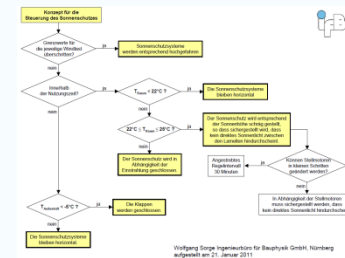 Konzept für die
Steuerung des Sonnenschutzes
ifB
Grenzwerte für
die jeweilige Windlast
überschritten?
ja
Sonnenschutzsysteme
werden entsprechend hochgefahren
nein
Innerhalb
der Nutzungszeit?
ja
T Raum < 22°C ?
ja
Die Sonnenschutzsysteme
bleiben horizontal
nein
nein
22°C ≤ T Raum ≤ 25°C ?
ja
Der Sonnenschutz wird entsprechend
der Sonnenhöhe schräg gestellt,
so dass sichergestellt wird, dass
kein direktes Sonnenlicht zwischen
den Lamellen hindurchscheint
nein
Der Sonnenschutz wird in
Abhängigkeit der
Einstrahlung geschlossen
Angestrebtes
Regelintervall
30 Minuten
ja
Können Stellmotoren
in kleinen Schritten
geändert werden?
nein
In Abhängigkeit der Stellmotoren
muss sichergestellt werden, dass
kein direktes Sonnenlicht hindurchscheint
ja
Die Klappen
werden geschlossen
nein
Die Sonnenschutzsysteme
bleiben horizontal
Wolfgang Sorge Ingenieurbüro für Bauphysik GmbH, Nürnberg
aufgestellt am 21. Januar 2011